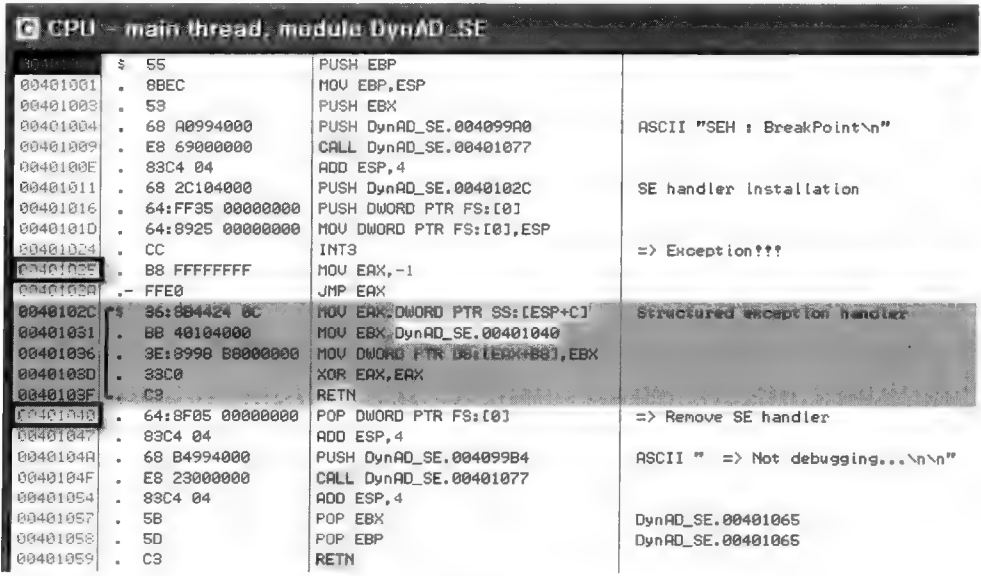 C CPU - main thread, module DynAD_SE
$ 55 PUSH EBP
00401001 . 8BEC MOV EBP,ESP
00401003 . 53 PUSH EBX
00401004 . 68 A0994000 PUSH DynAD_SE.004099A0 ASCII "SEH : BreakPoint\n"
00401009 . E8 69000000 CALL DynAD_SE.00401077
0040100E . 83C4 04 ADD ESP,4
00401011 . 68 2C104000 PUSH DynAD_SE.0040102C SE handler installation
00401016 . 64:FF35 00000000 PUSH DWORD PTR FS:[0]
0040101D . 64:8925 00000000 MOV DWORD PTR FS:[0],ESP
00401024 . CC INT3 => Exception!!!
00401025 . B8 FFFFFFFF MOV EAX,-1
0040102A .- FFE0 JMP EAX
0040102C $ 36:8B4424 0C MOV EAX,DWORD PTR SS:[ESP+C] Structured exception handler
00401031 . BB 40104000 MOV EBX,DynAD_SE.00401040
00401036 . 3E:8998 B8000000 MOV DWORD PTR DS:[EAX+B8],EBX
0040103D . 33C0 XOR EAX,EAX
0040103F . C3 RETN
00401040 . 64:8F05 00000000 POP DWORD PTR FS:[0] => Remove SE handler
00401047 . 83C4 04 ADD ESP,4
0040104A . 68 B4994000 PUSH DynAD_SE.004099B4 ASCII " => Not debugging...\n\n"
0040104F . E8 23000000 CALL DynAD_SE.00401077
00401054 . 83C4 04 ADD ESP,4
00401057 . 5B POP EBX DynAD_SE.00401065
00401058 . 5D POP EBP DynAD_SE.00401065
00401059 . C3 RETN